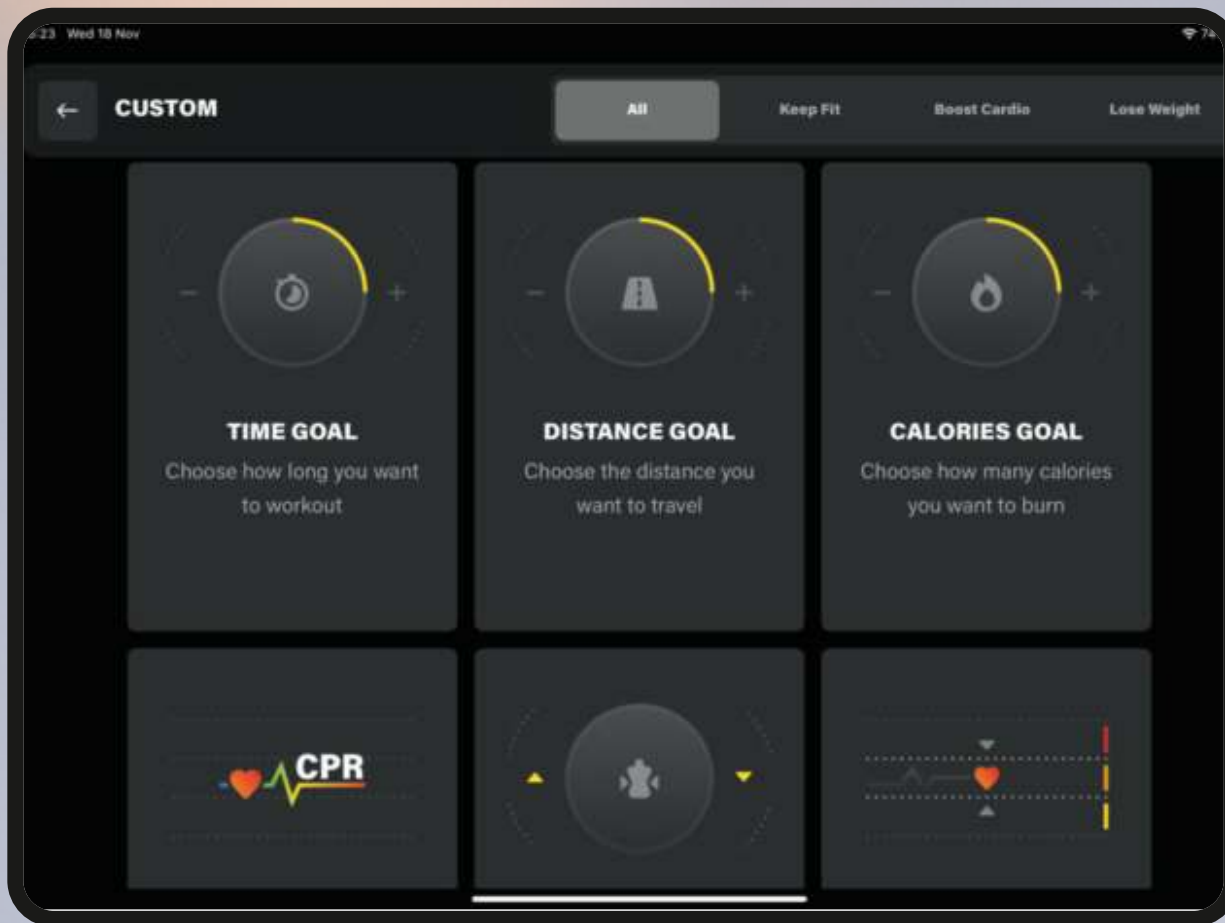 Wed 18 Nov
CUSTOM
All
Keep Fit
Boost Cardio
Lose Weight
TIME GOAL
Choose how long you want
to workout
DISTANCE GOAL
Choose the distance you
want to travel
CALORIES GOAL
Choose how many calories
you want to burn
CPR